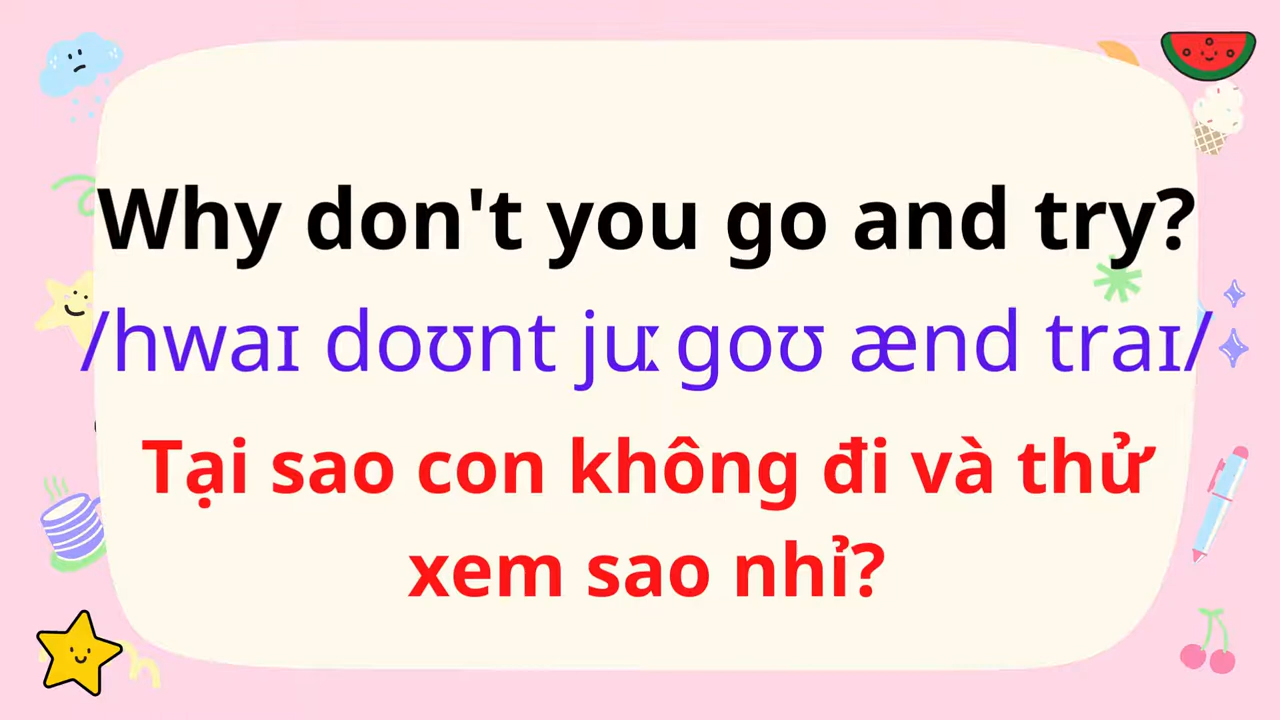 Why don't you go and try?
/hwaɪ doʊnt juː goʊ ænd traɪ/
Tại sao con không đi và thử
xem sao nhỉ?